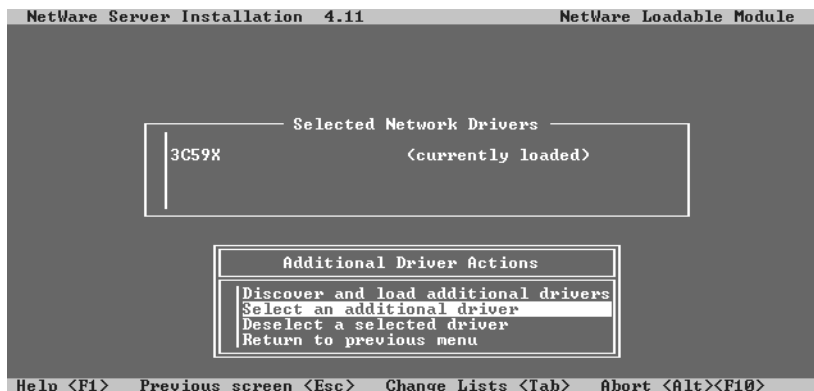 NetWare Server Installation 4.11 NetWare Loadable Module
Selected Network Drivers
3C59X (currently loaded)
Additional Driver Actions
Discover and load additional drivers
Select an additional driver
Deselect a selected driver
Return to previous menu
Help <F1> Previous screen <Esc> Change Lists <Tab> Abort <Alt><F10>